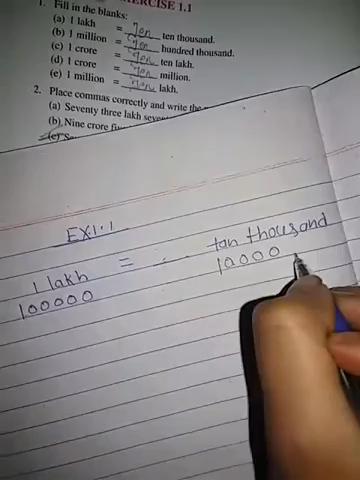 EXERCISE 1.1
1. Fill in the blanks:
(a) 1 lakh = Ten ten thousand.
(b) 1 million = Ten hundred thousand.
(c) 1 crore = Ten ten lakh.
(d) 1 crore = Ten million.
(e) 1 million = Ten lakh.
2. Place commas correctly and write the
(a) Seventy three lakh
(b) Nine crore
(c)
EX:1.1
1 lakh = tan thousand
100000 10000